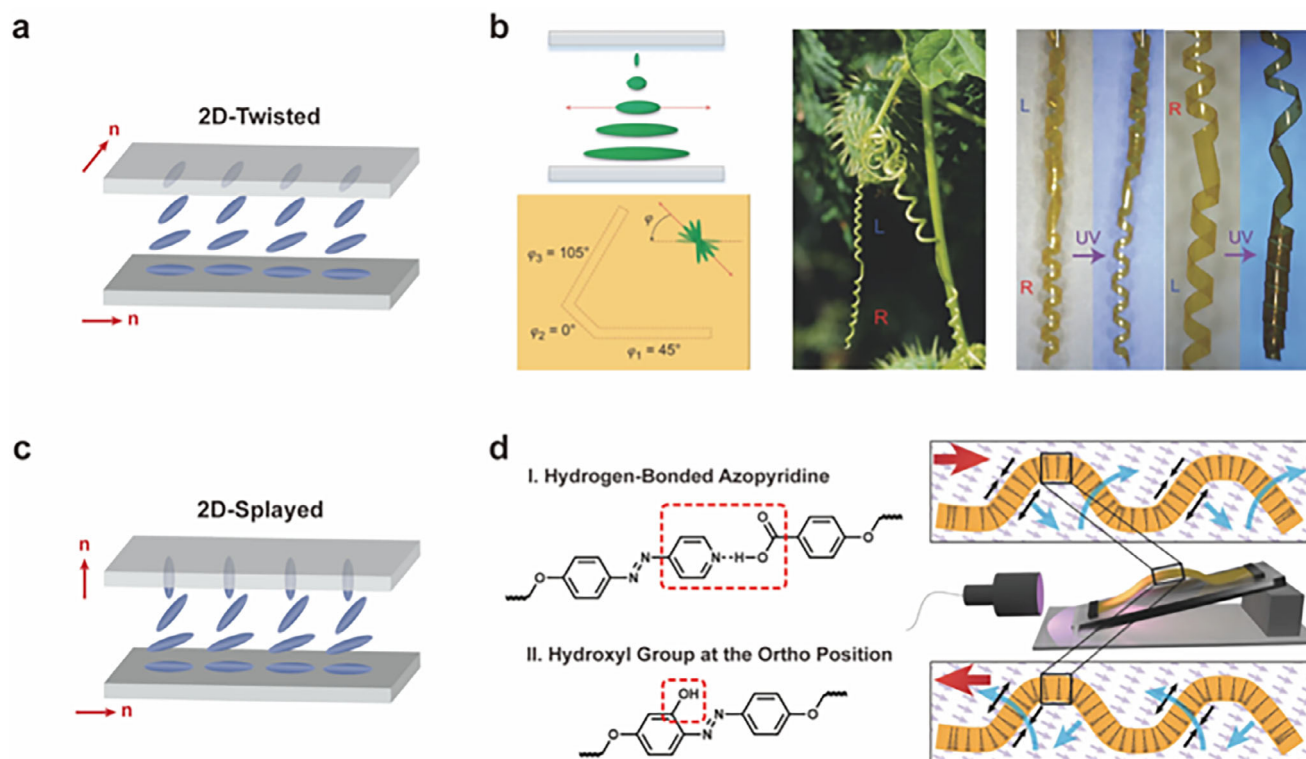 a
2D-Twisted
n
n
b
φ
φ3 = 105°
φ2 = 0°
φ1 = 45°
L
R
L
R
UV
R
L
UV
c
2D-Splayed
n
n
d
I. Hydrogen-Bonded Azopyridine
O
N H O
N
N
O
O
II. Hydroxyl Group at the Ortho Position
OH
O
N
N
O